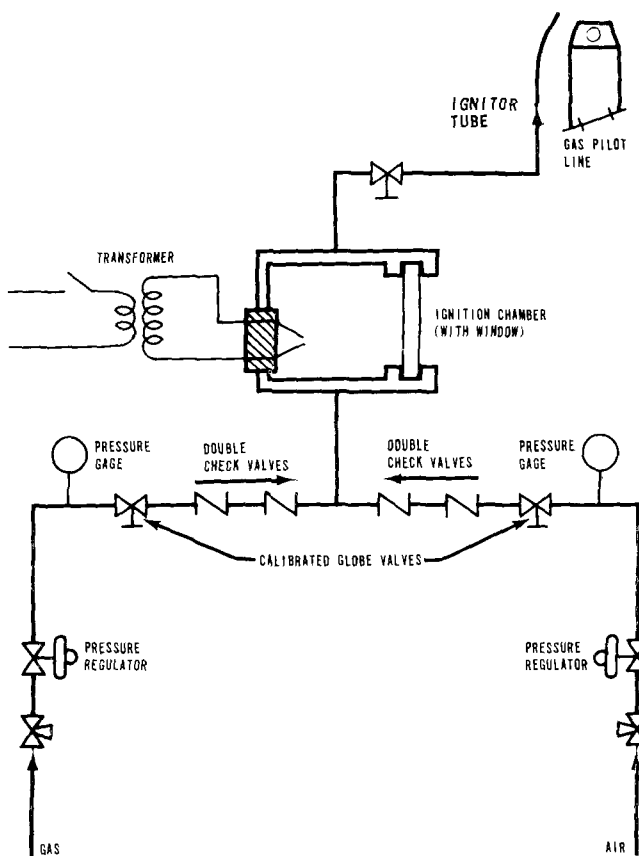 IGNITOR
TUBE
GAS PILOT
LINE
TRANSFORMER
IGNITION CHAMBER
(WITH WINDOW)
PRESSURE
GAGE
DOUBLE
CHECK VALVES
DOUBLE
CHECK VALVES
PRESSURE
GAGE
CALIBRATED GLOBE VALVES
PRESSURE
REGULATOR
PRESSURE
REGULATOR
GAS
AIR